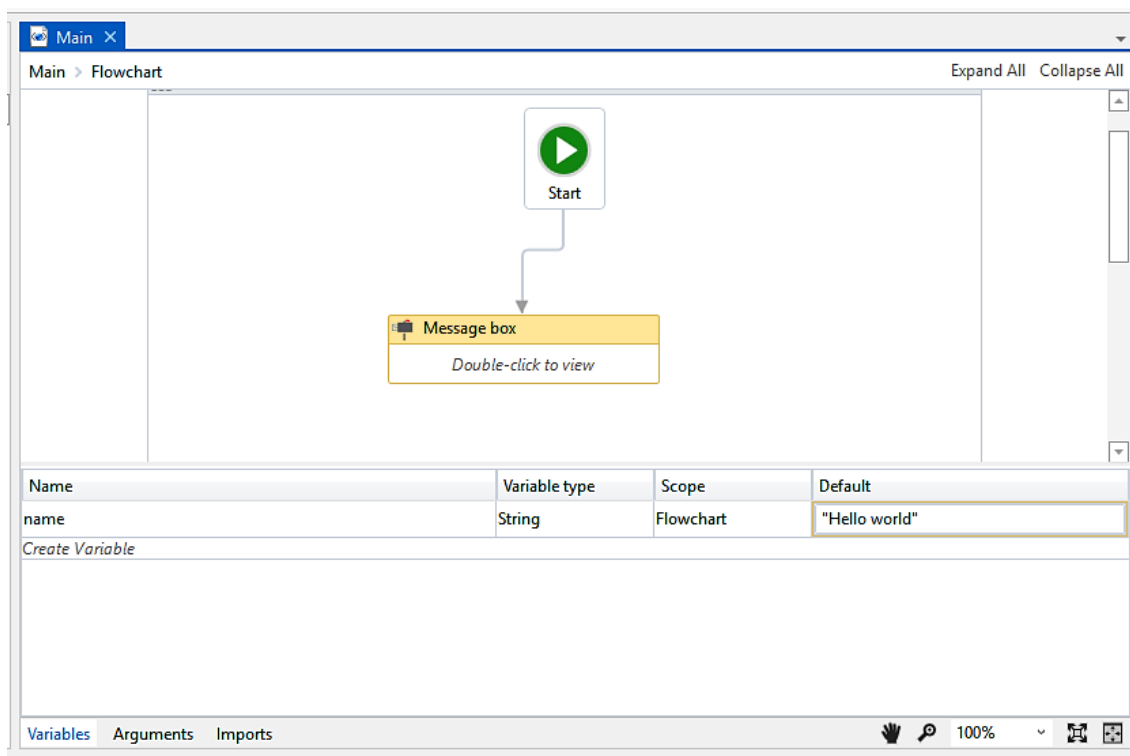 Main
Main > Flowchart Expand All Collapse All
Start
Message box
Double-click to view
Name Variable type Scope Default
name String Flowchart "Hello world"
Create Variable
Variables Arguments Imports 100%